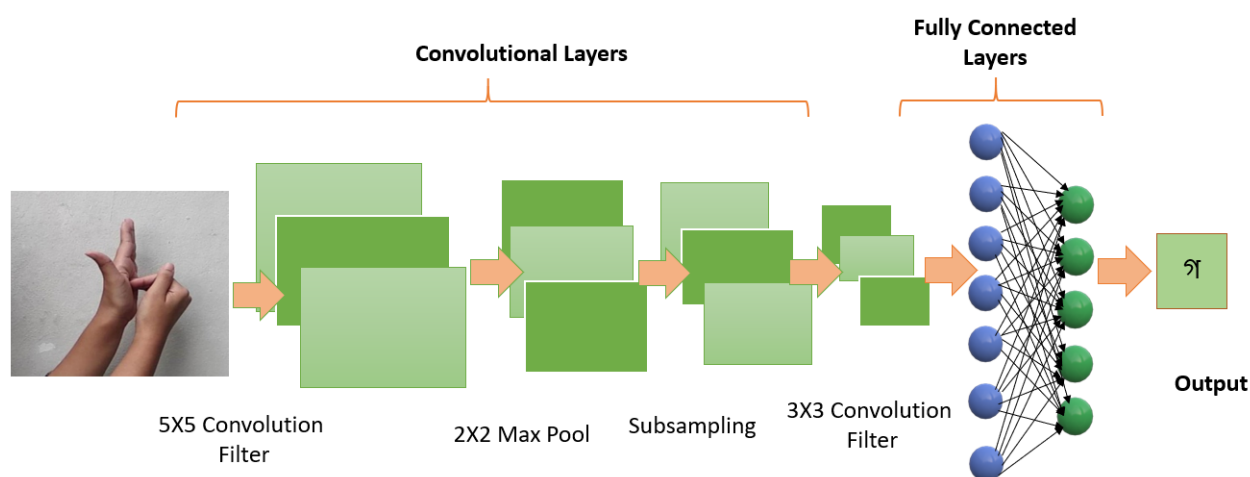 Fully Connected
Layers
Convolutional Layers
গ
5X5 Convolution
Filter
2X2 Max Pool
Subsampling
3X3 Convolution
Filter
Output